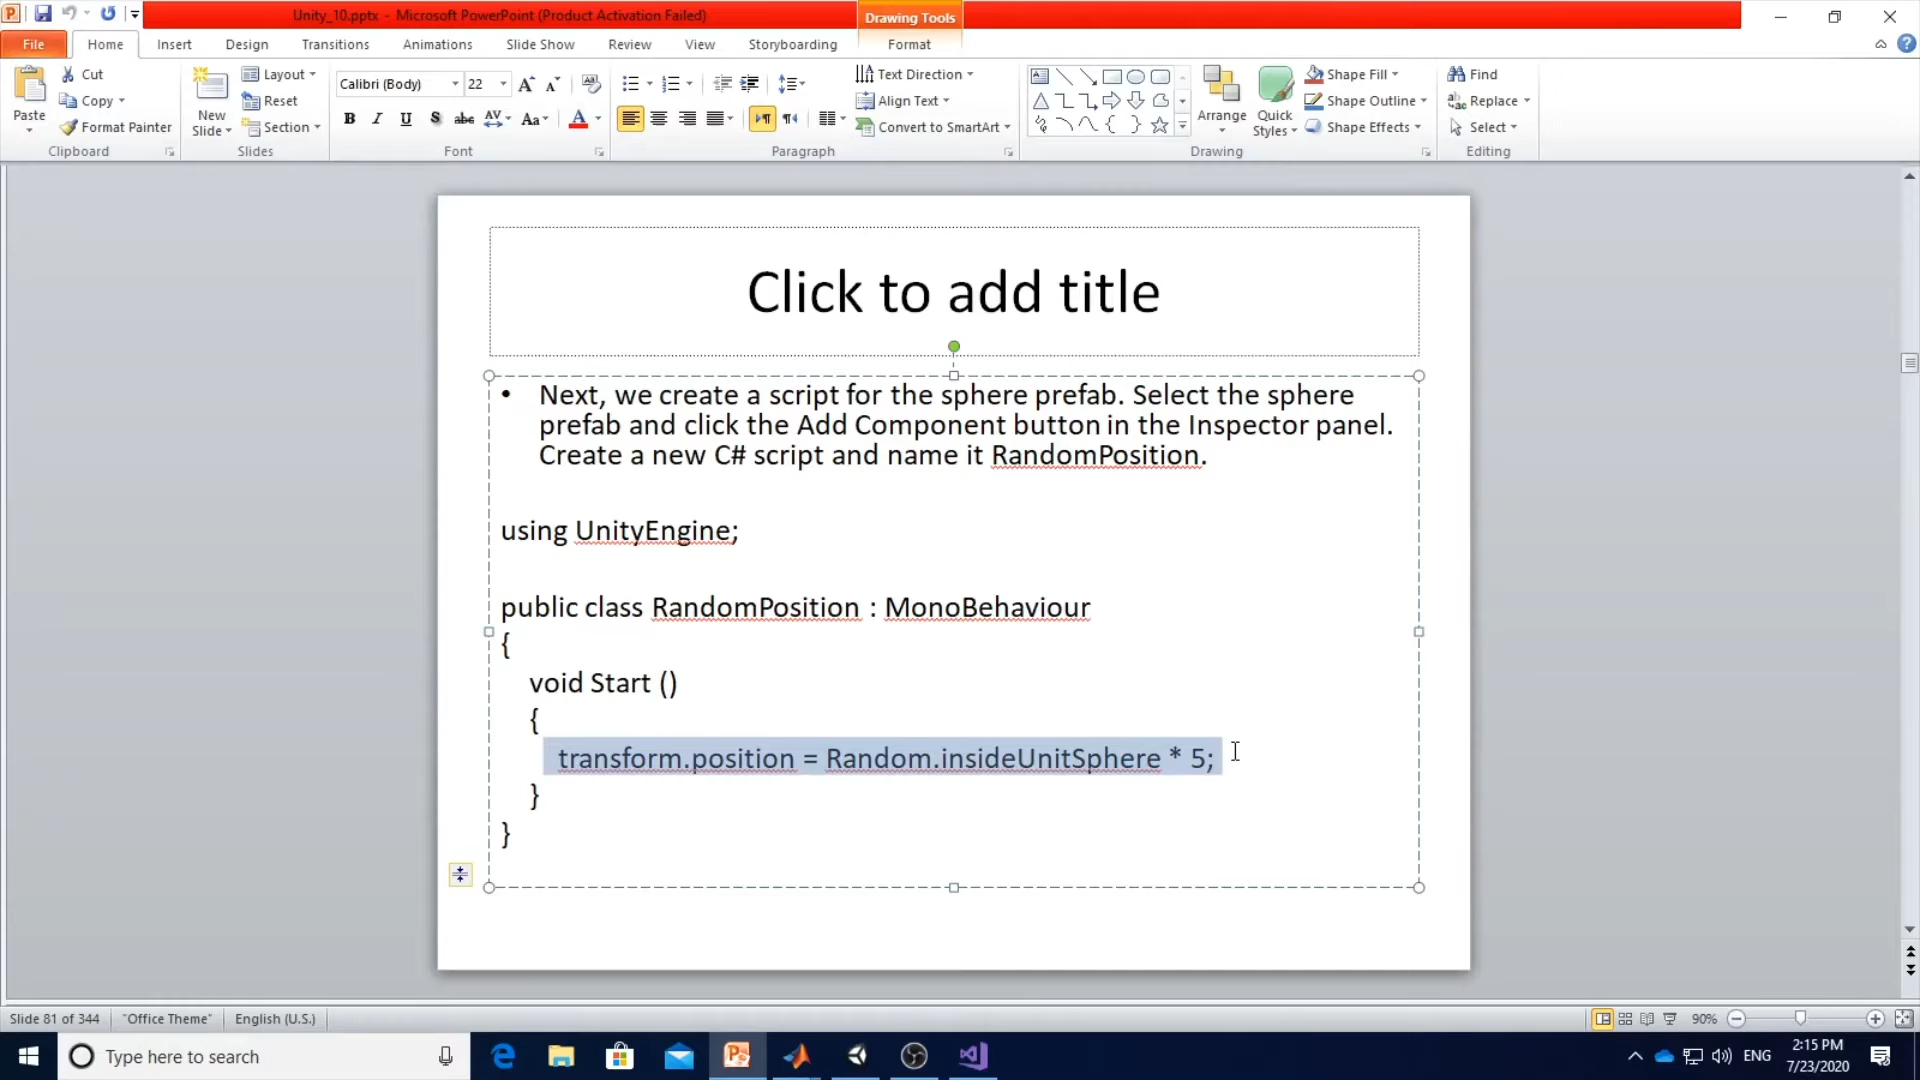 Unity_10.pptx - Microsoft PowerPoint (Product Activation Failed)
Drawing Tools
File
Home
Insert
Design
Transitions
Animations
Slide Show
Review
View
Storyboarding
Format
Paste
Cut
Copy
Format Painter
Clipboard
New
Slide
Layout
Reset
Section
Slides
Calibri (Body)
22
Font
Paragraph
Text Direction
Align Text
Convert to SmartArt
Arrange
Quick
Styles
Shape Fill
Shape Outline
Shape Effects
Drawing
Find
Replace
Select
Editing
Click to add title
• Next, we create a script for the sphere prefab. Select the sphere
prefab and click the Add Component button in the Inspector panel.
Create a new C# script and name it RandomPosition.
using UnityEngine;
public class RandomPosition : MonoBehaviour
{
void Start ()
{
transform.position = Random.insideUnitSphere * 5;
}
}
Slide 81 of 344
"Office Theme"
English (U.S.)
90%
Type here to search
ENG
2:15 PM
7/23/2020